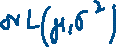 ~ L(μ, σ²)